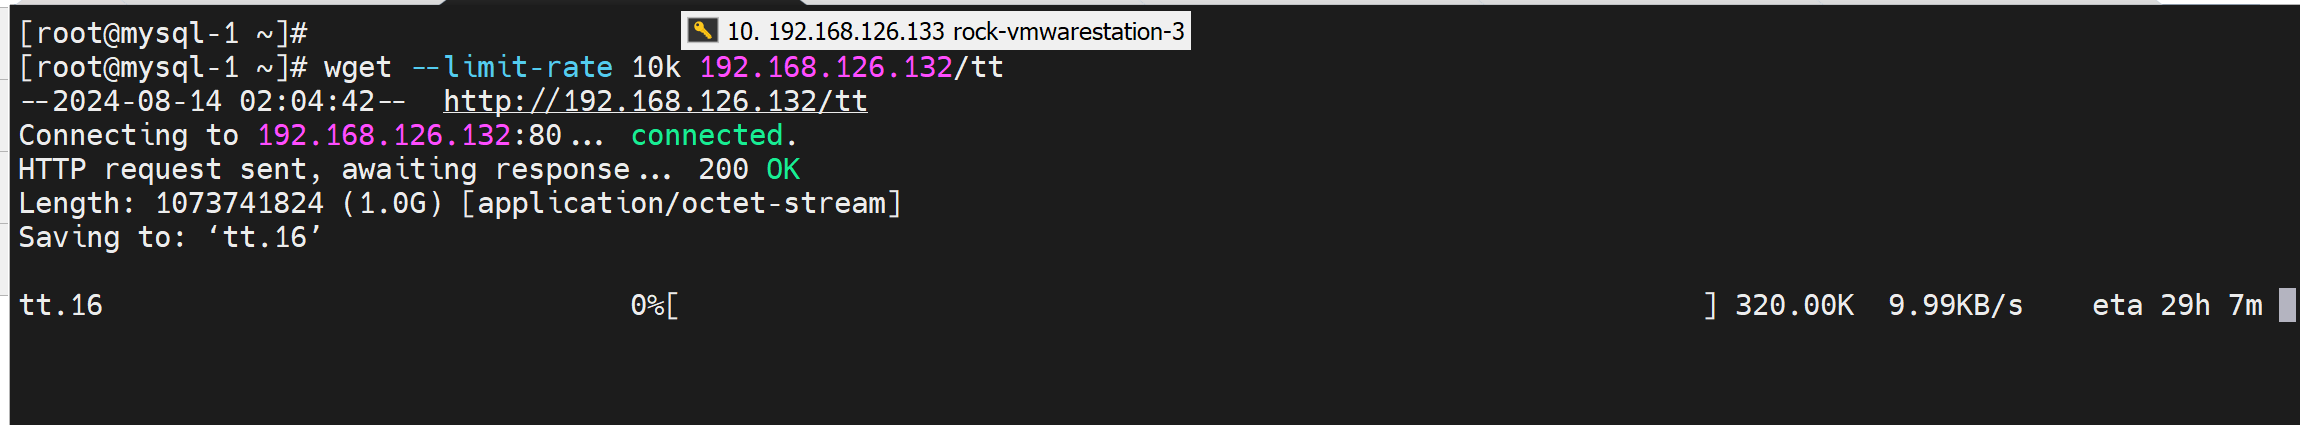 [root@mysql-1 ~]#
10. 192.168.126.133 rock-vmwarestation-3
[root@mysql-1 ~]# wget --limit-rate 10k 192.168.126.132/tt
--2024-08-14 02:04:42--  http://192.168.126.132/tt
Connecting to 192.168.126.132:80... connected.
HTTP request sent, awaiting response... 200 OK
Length: 1073741824 (1.0G) [application/octet-stream]
Saving to: ‘tt.16’
tt.16 0%[ ] 320.00K 9.99KB/s eta 29h 7m